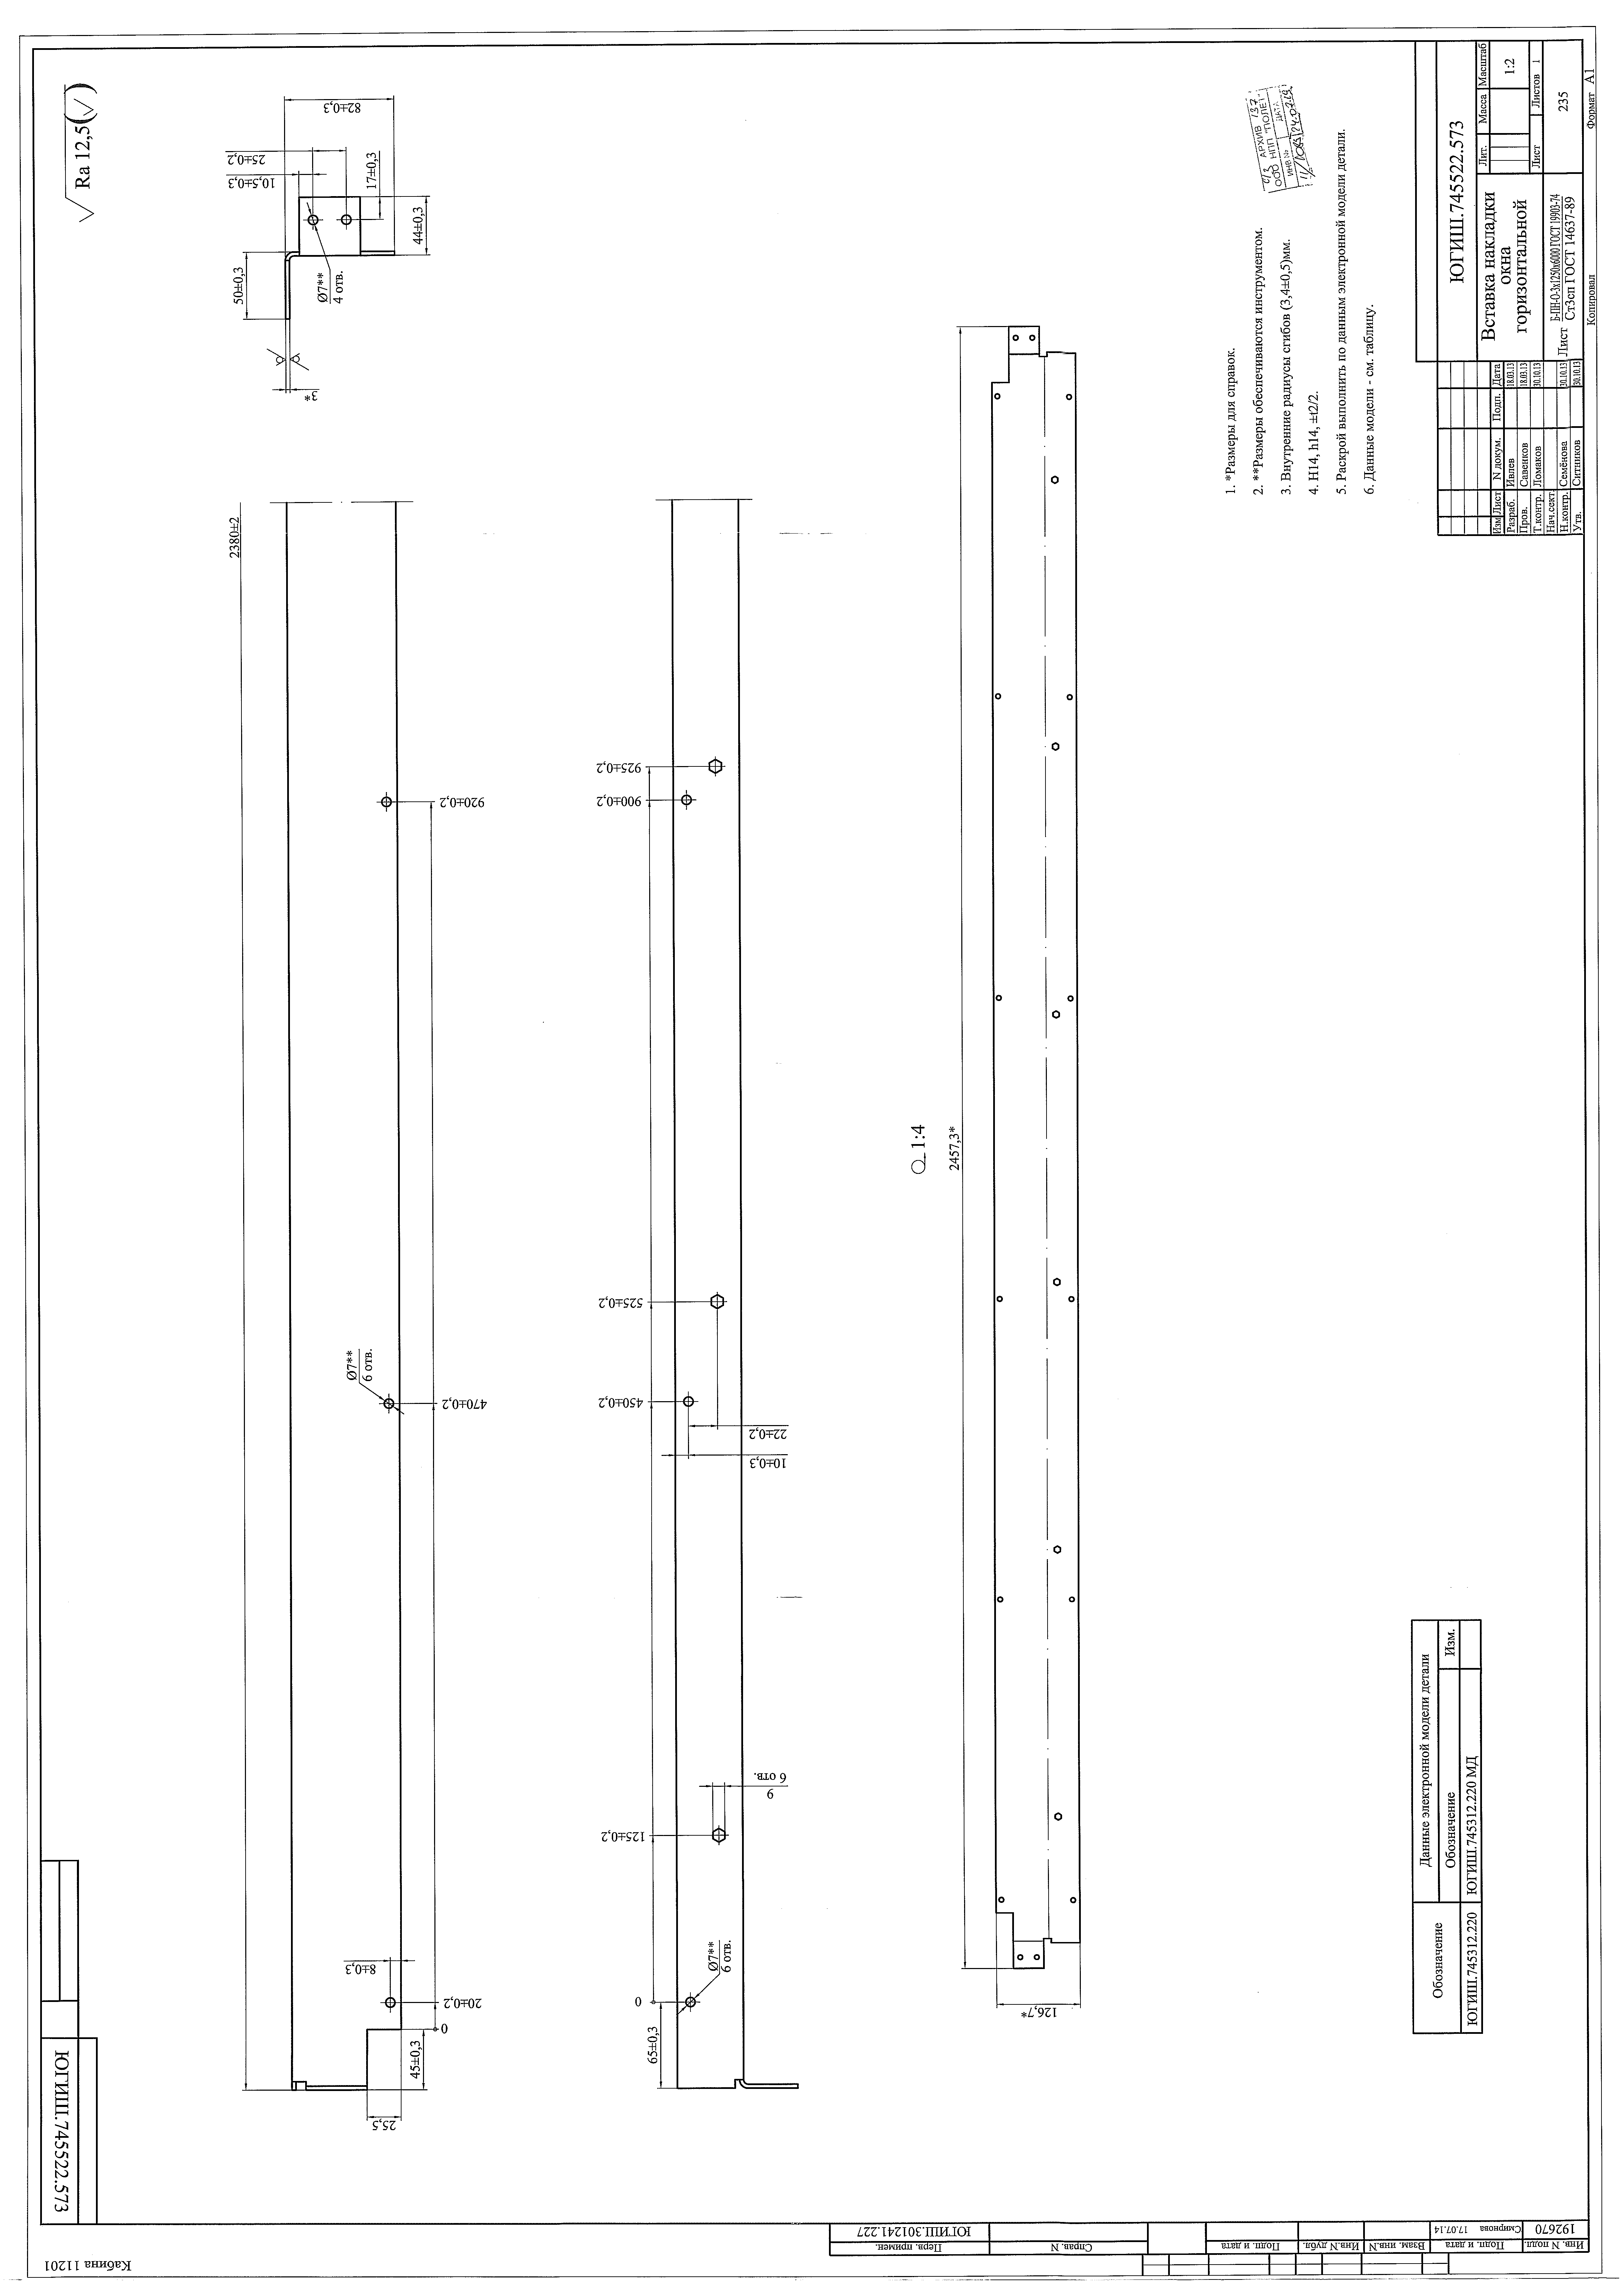 Кабина 11201
ЮГИШ.745522.573
Ra 12,5
2380±2
50±0,3
3*
Ø7**
4 отв.
10,5±0,3
25±0,2
82±0,3
17±0,3
44±0,3
25,5
45±0,3
8±0,3
0
20±0,2
470±0,2
920±0,2
Ø7**
6 отв.
65±0,3
0
125±0,2
450±0,2
525±0,2
900±0,2
925±0,2
Ø7**
6 отв.
9
6 отв.
10±0,3
22±0,2
1:4
2457,3*
126,7*
1. *Размеры для справок.
2. **Размеры обеспечиваются инструментом.
3. Внутренние радиусы сгибов (3,4±0,5)мм.
4. H14, h14, ±t2/2.
5. Раскрой выполнить по данным электронной модели детали.
6. Данные модели - см. таблицу.
АРХИВ 137
ООО НПП "ПОЛЕТ"
ИНВ.№ ДАТА
Обозначение
Данные электронной модели детали
Обозначение
Изм.
ЮГИШ.745312.220
ЮГИШ.745312.220 МД
ЮГИШ.745522.573
Изм Лист N докум. Подп. Дата
Разраб. Ивлев 18.03.13
Пров. Савенков 18.03.13
Т.контр. Ломаков 30.10.13
Нач.сект.
Н.контр. Семёнова 30.10.13
Утв. Ситников 30.10.13
Вставка накладки
окна
горизонтальной
Лит. Масса Масштаб
1:2
Лист Листов 1
Лист Б-ПН-О-3х1250х6000 ГОСТ 19903-74
Ст3сп ГОСТ 14637-89
235
Копировал
Формат А1
Перв. примен.
ЮГИШ.301241.227
Справ. N
Подп. и дата
Инв.N дубл.
Взам. инв.N
Подп. и дата
Смирнова 17.07.14
Инв. N подл.
192670